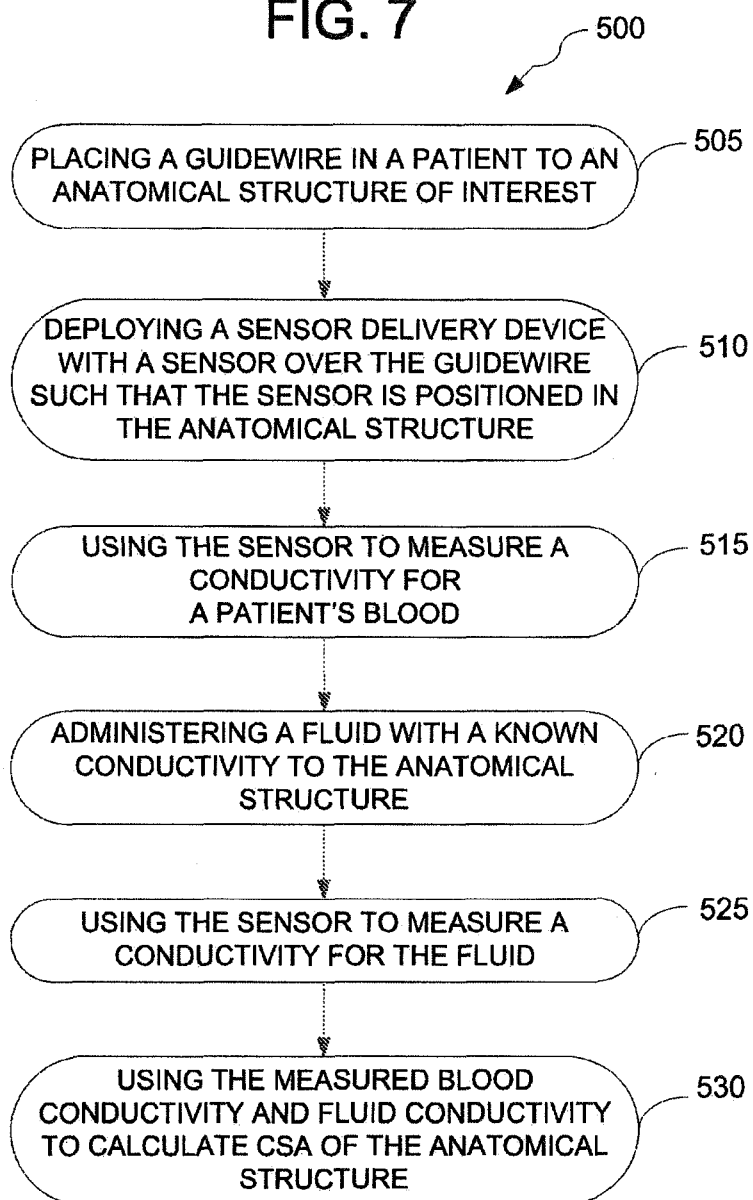 FIG. 7
500
PLACING A GUIDEWIRE IN A PATIENT TO AN
ANATOMICAL STRUCTURE OF INTEREST
505
DEPLOYING A SENSOR DELIVERY DEVICE
WITH A SENSOR OVER THE GUIDEWIRE
SUCH THAT THE SENSOR IS POSITIONED IN
THE ANATOMICAL STRUCTURE
510
USING THE SENSOR TO MEASURE A
CONDUCTIVITY FOR
A PATIENT'S BLOOD
515
ADMINISTERING A FLUID WITH A KNOWN
CONDUCTIVITY TO THE ANATOMICAL
STRUCTURE
520
USING THE SENSOR TO MEASURE A
CONDUCTIVITY FOR THE FLUID
525
USING THE MEASURED BLOOD
CONDUCTIVITY AND FLUID CONDUCTIVITY
TO CALCULATE CSA OF THE ANATOMICAL
STRUCTURE
530